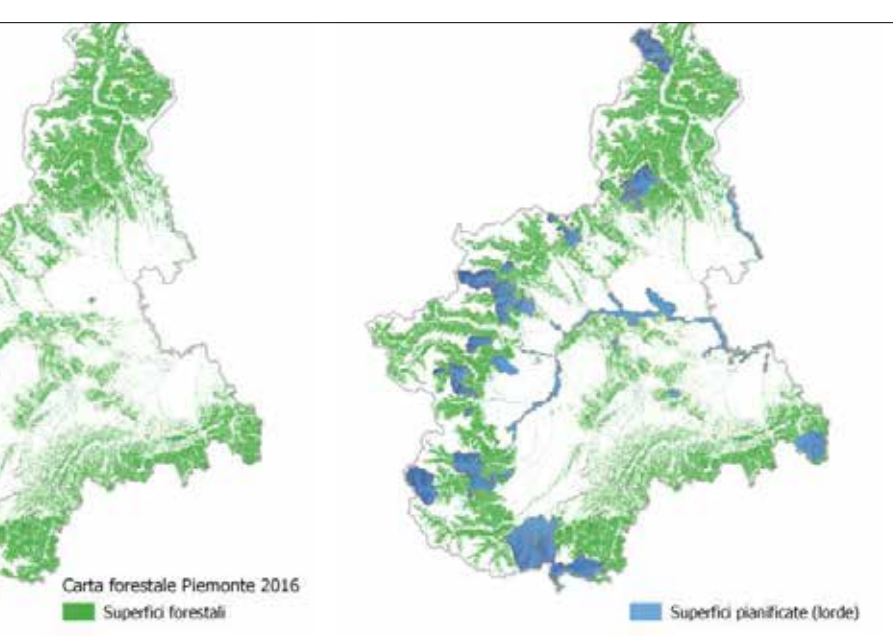 Carta forestale Piemonte 2016
Superfici forestali
Superfici pianificate (lorde)